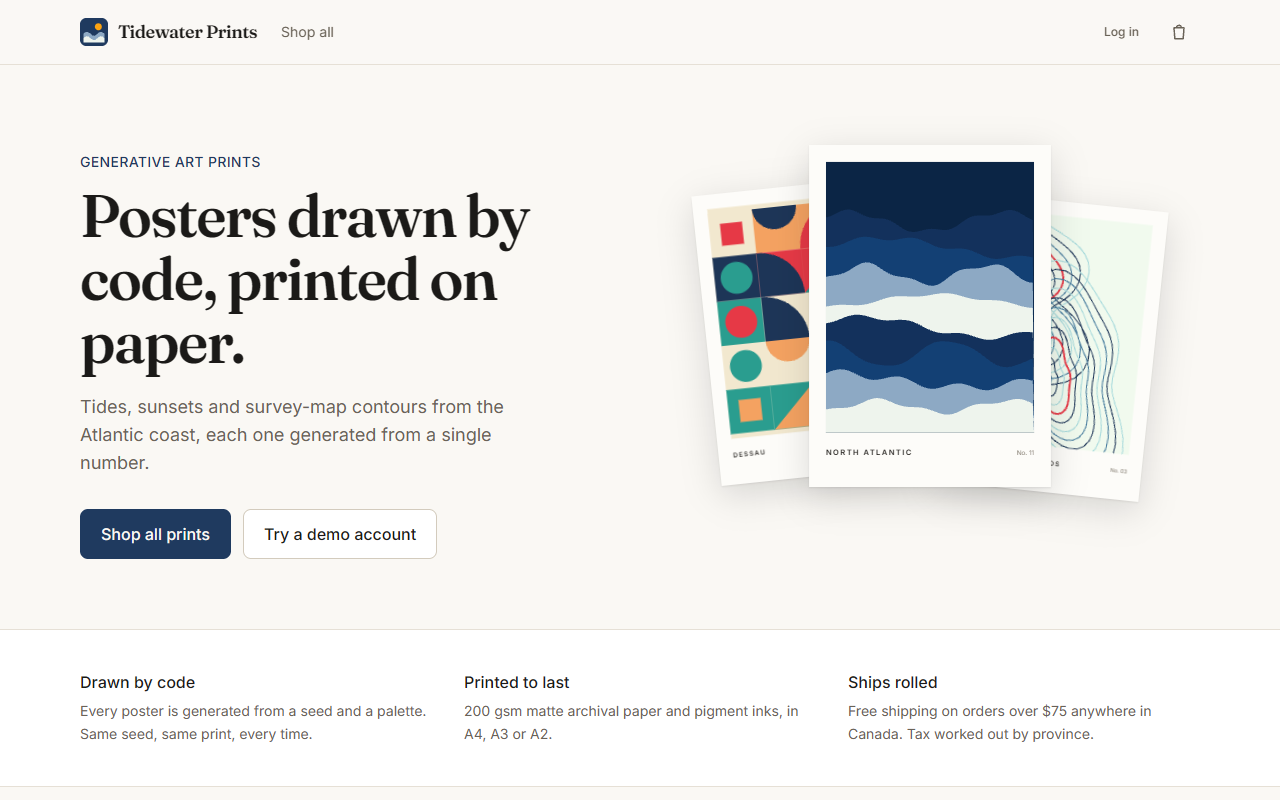 Tidewater Prints
Shop all
Log in
GENERATIVE ART PRINTS
Posters drawn by
code, printed on
paper.
Tides, sunsets and survey-map contours from the
Atlantic coast, each one generated from a single
number.
Shop all prints
Try a demo account
DESSAU
NORTH ATLANTIC
No. 11
No. 03
Drawn by code
Every poster is generated from a seed and a palette.
Same seed, same print, every time.
Printed to last
200 gsm matte archival paper and pigment inks, in
A4, A3 or A2.
Ships rolled
Free shipping on orders over $75 anywhere in
Canada. Tax worked out by province.